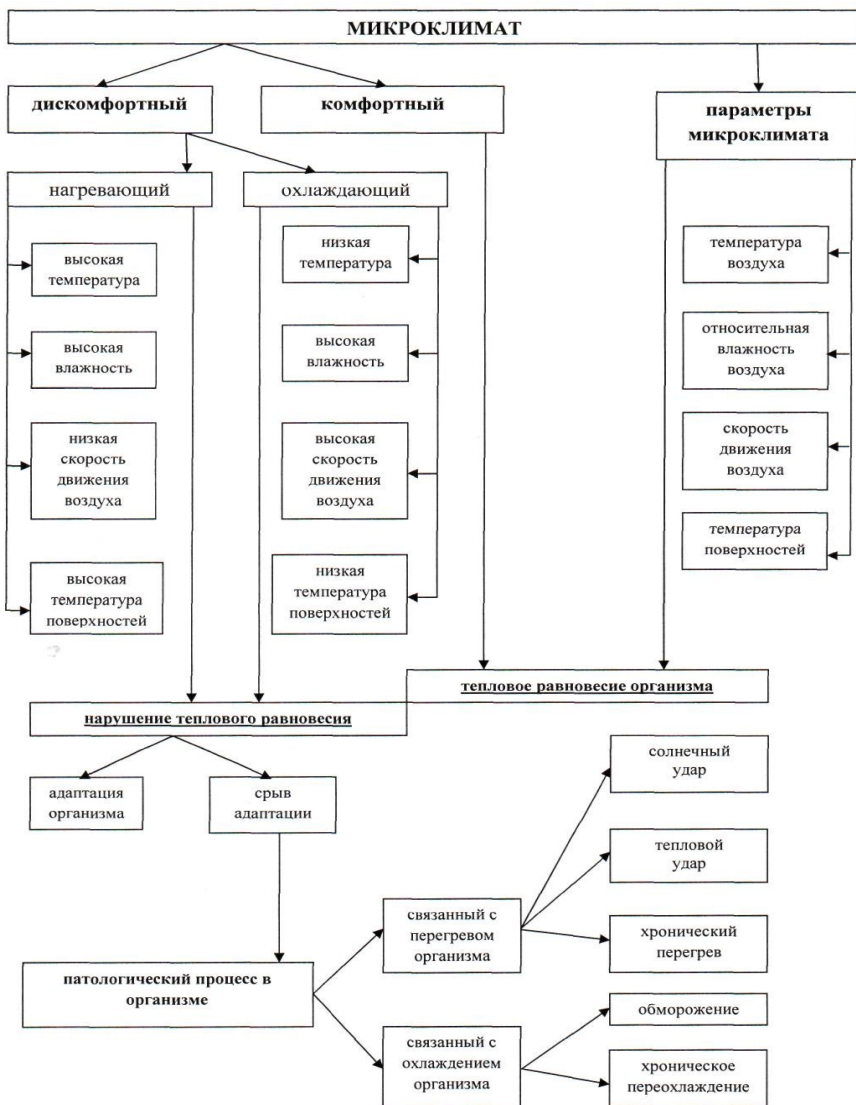 МИКРОКЛИМАТ
дискомфортный
комфортный
параметры
микроклимата
нагревающий
охлаждающий
высокая
температура
высокая
влажность
низкая
скорость
движения
воздуха
высокая
температура
поверхностей
низкая
температура
высокая
влажность
высокая
скорость
движения
воздуха
низкая
температура
поверхностей
температура
воздуха
относительная
влажность
воздуха
скорость
движения
воздуха
температура
поверхностей
тепловое равновесие организма
нарушение теплового равновесия
адаптация
организма
срыв
адаптации
патологический процесс в
организме
связанный с
перегревом
организма
связанный с
охлаждением
организма
солнечный
удар
тепловой
удар
хронический
перегрев
обморожение
хроническое
переохлаждение